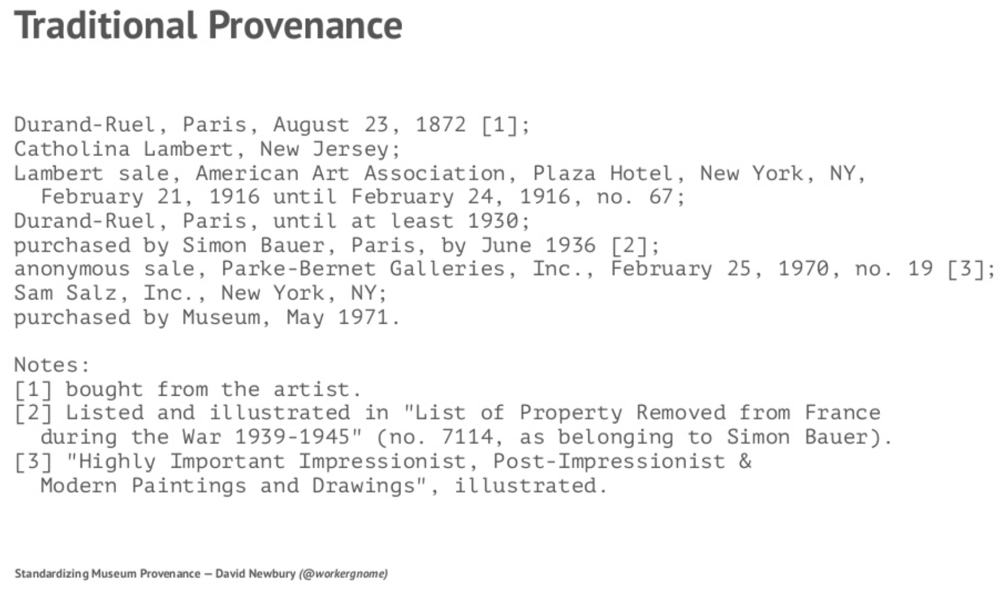 Traditional Provenance
Durand-Ruel, Paris, August 23, 1872 [1];
Catholina Lambert, New Jersey;
Lambert sale, American Art Association, Plaza Hotel, New York, NY,
February 21, 1916 until February 24, 1916, no. 67;
Durand-Ruel, Paris, until at least 1930;
purchased by Simon Bauer, Paris, by June 1936 [2];
anonymous sale, Parke-Bernet Galleries, Inc., February 25, 1970, no. 19 [3];
Sam Salz, Inc., New York, NY;
purchased by Museum, May 1971.
Notes:
[1] bought from the artist.
[2] Listed and illustrated in "List of Property Removed from France
during the War 1939-1945" (no. 7114, as belonging to Simon Bauer).
[3] "Highly Important Impressionist, Post-Impressionist &
Modern Paintings and Drawings", illustrated.
Standardizing Museum Provenance — David Newbury (@workergnome)